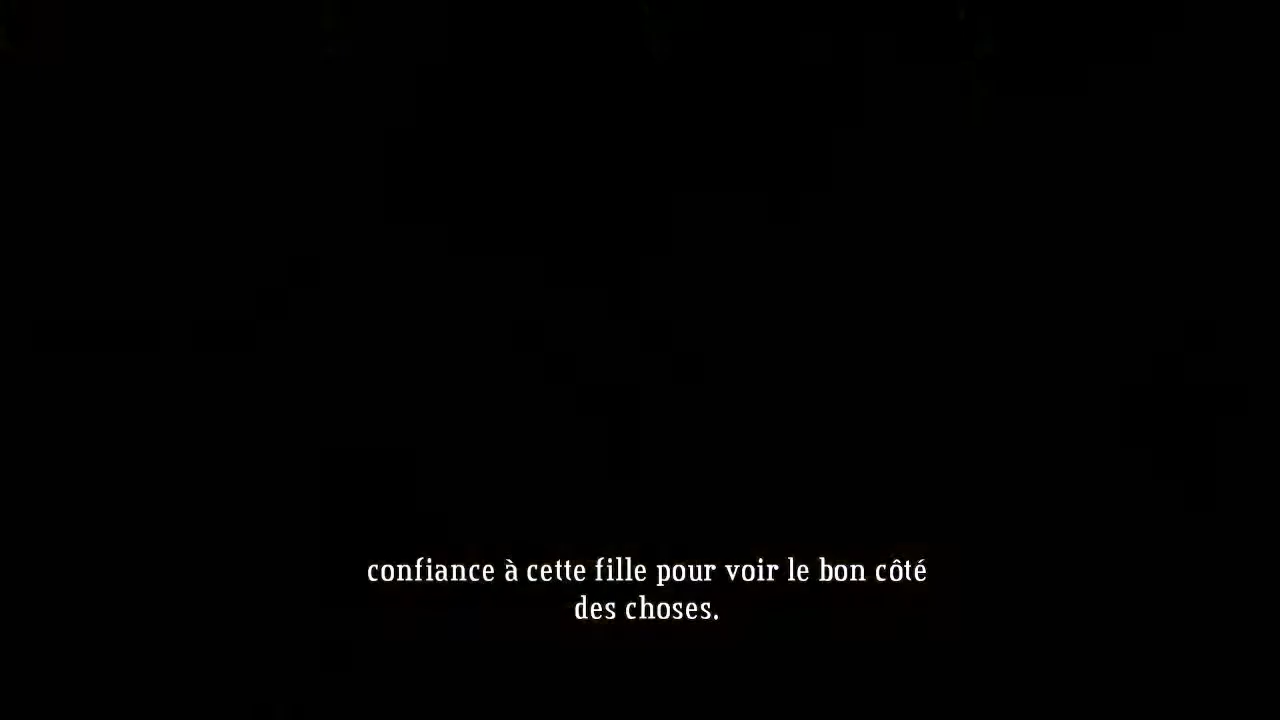 confiance à cette fille pour voir le bon côté
des choses.